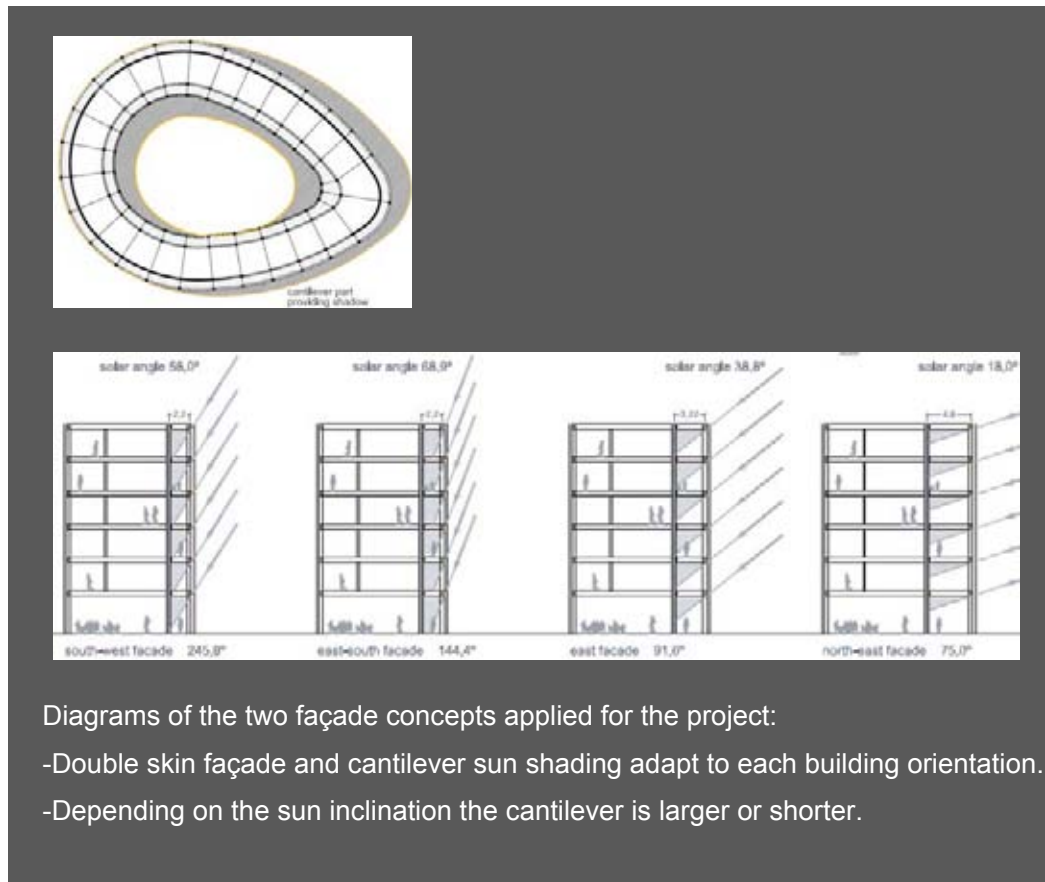 cantilever part
providing shadow
solar angle 58,0°
solar angle 68,9°
solar angle 38,8°
solar angle 18,0°
south-west facade 245,8°
east-south facade 144,4°
east facade 91,6°
north-east facade 75,0°
Diagrams of the two façade concepts applied for the project:
-Double skin façade and cantilever sun shading adapt to each building orientation.
-Depending on the sun inclination the cantilever is larger or shorter.